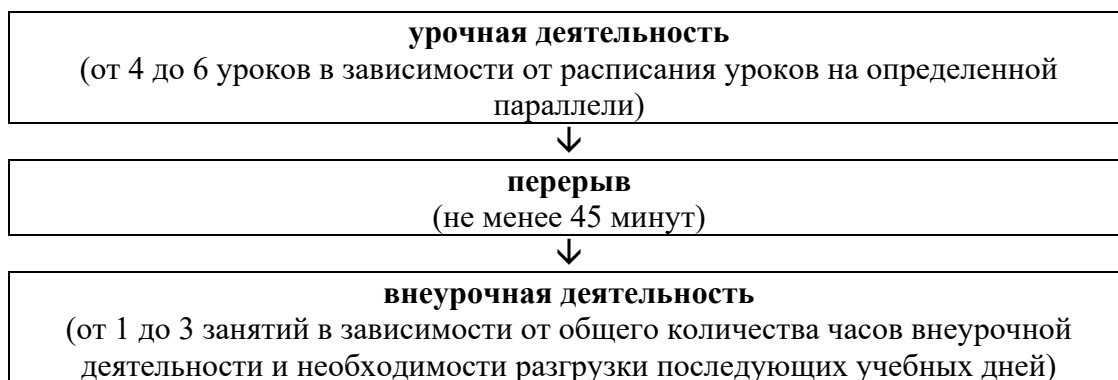 урочная деятельность
(от 4 до 6 уроков в зависимости от расписания уроков на определенной
параллели)
↓
перерыв
(не менее 45 минут)
↓
внеурочная деятельность
(от 1 до 3 занятий в зависимости от общего количества часов внеурочной
деятельности и необходимости разгрузки последующих учебных дней)